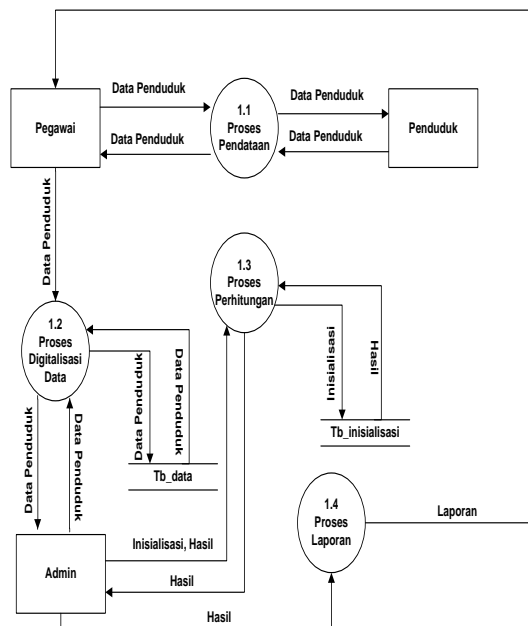 Data Penduduk
Data Penduduk
Pegawai
1.1
Proses
Pendataan
Penduduk
Data Penduduk
Data Penduduk
Data Penduduk
1.3
Proses
Perhitungan
1.2
Proses
Digitalisasi
Data
Data Penduduk
Data Penduduk
Inisialisasi
Hasil
Tb_inisialisasi
Data Penduduk
Data Penduduk
Tb_data
1.4
Proses
Laporan
Laporan
Inisialisasi, Hasil
Admin
Hasil
Hasil